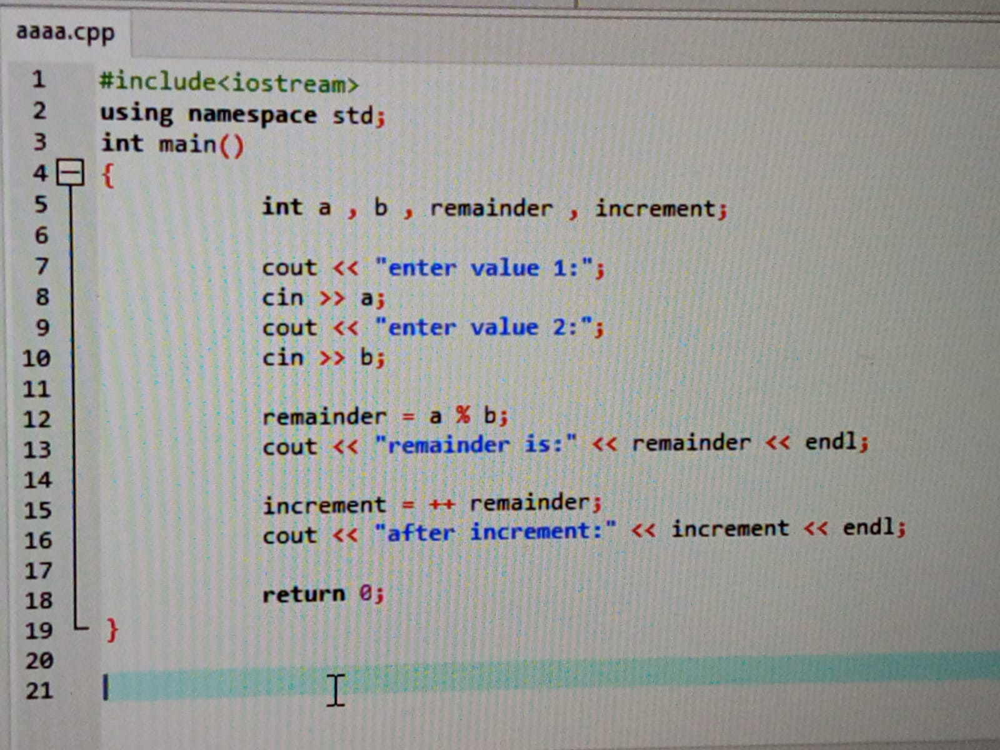 aaaa.cpp
1 #include<iostream>
2 using namespace std;
3 int main()
4 {
5 int a , b , remainder , increment;
6
7 cout << "enter value 1:";
8 cin >> a;
9 cout << "enter value 2:";
10 cin >> b;
11
12 remainder = a % b;
13 cout << "remainder is:" << remainder << endl;
14
15 increment = ++ remainder;
16 cout << "after increment:" << increment << endl;
17
18 return 0;
19 }
20
21